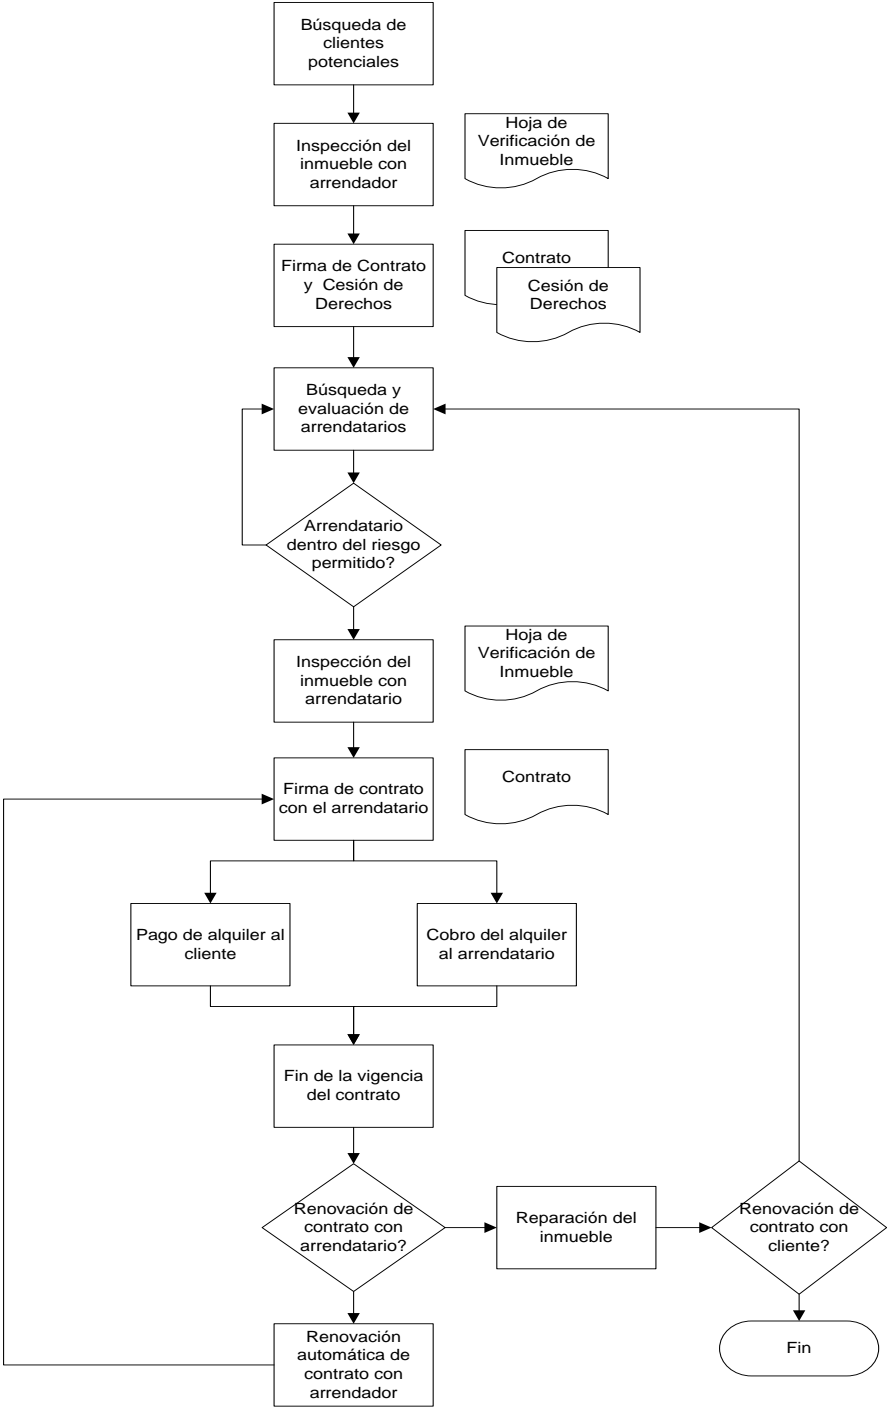 Búsqueda de
clientes
potenciales
Inspección del
inmueble con
arrendador
Hoja de
Verificación de
Inmueble
Firma de Contrato
y Cesión de
Derechos
Contrato
Cesión de
Derechos
Búsqueda y
evaluación de
arrendatarios
Arrendatario
dentro del riesgo
permitido?
Inspección del
inmueble con
arrendatario
Hoja de
Verificación de
Inmueble
Firma de contrato
con el arrendatario
Contrato
Pago de alquiler al
cliente
Cobro del alquiler
al arrendatario
Fin de la vigencia
del contrato
Renovación de
contrato con
arrendatario?
Reparación del
inmueble
Renovación de
contrato con
cliente?
Renovación
automática de
contrato con
arrendador
Fin